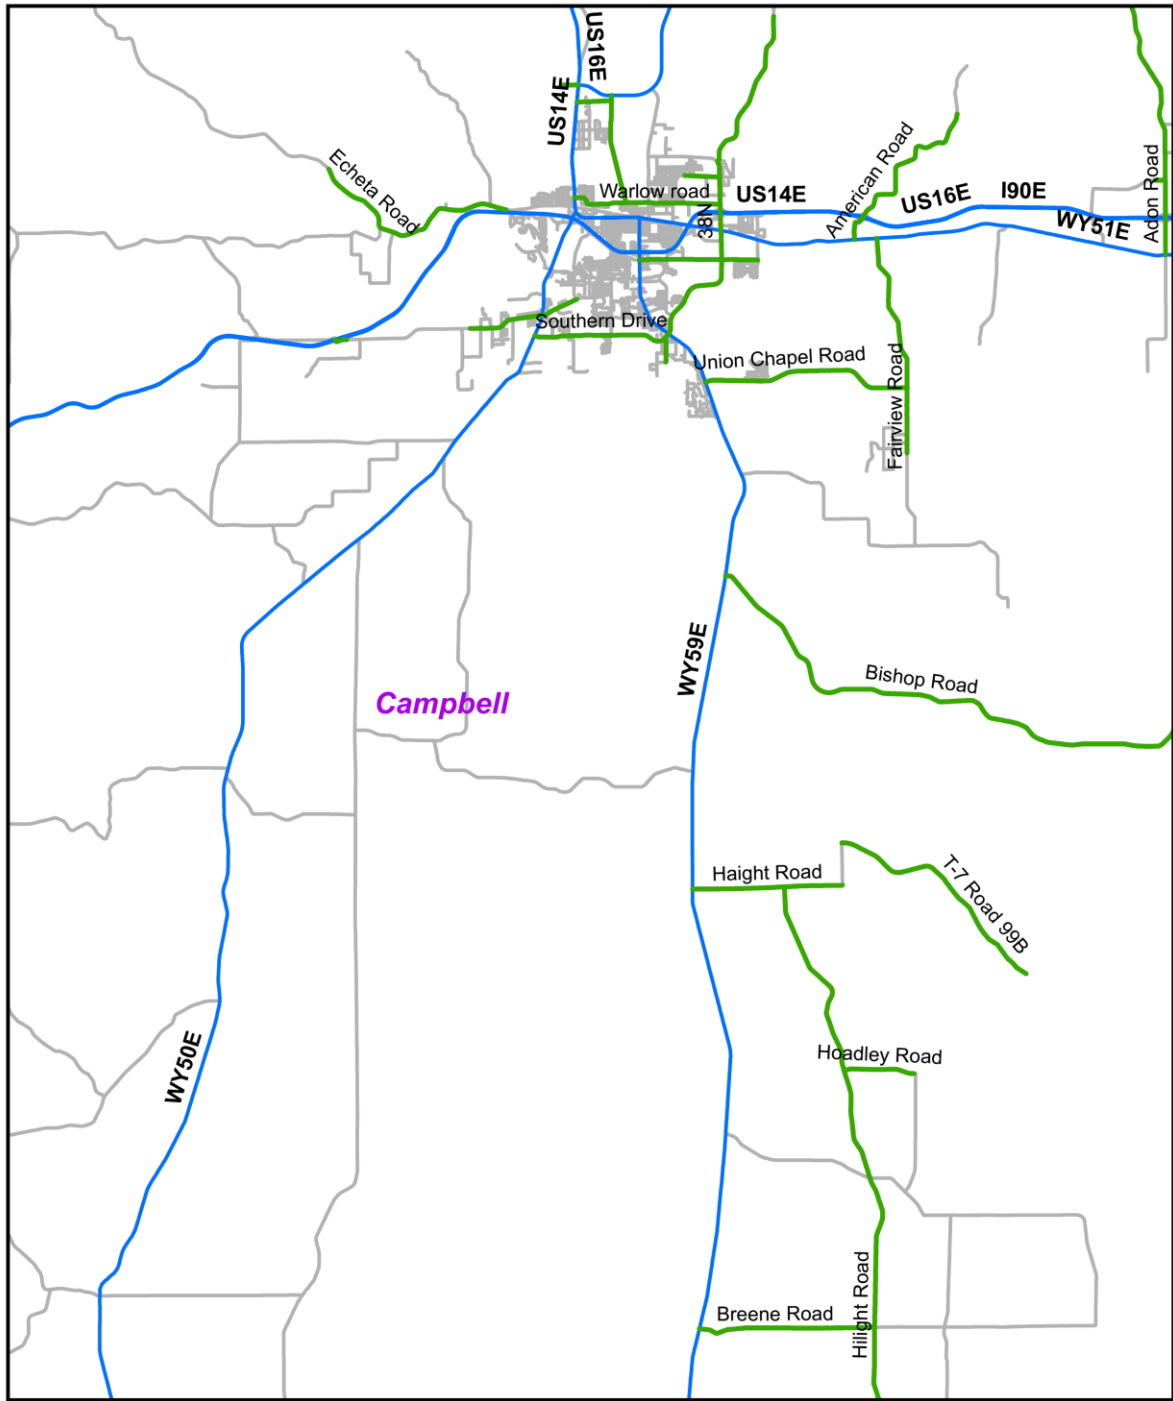 US16E
US14E
Echeta Road
Warlow road
38N
US14E
American Road
US16E
I90E
WY51E
Adon Road
Southern Drive
Union Chapel Road
Fairview Road
WY59E
Bishop Road
Campbell
Haight Road
T-7 Road 99B
WY50E
Hoadley Road
Hilight Road
Breene Road